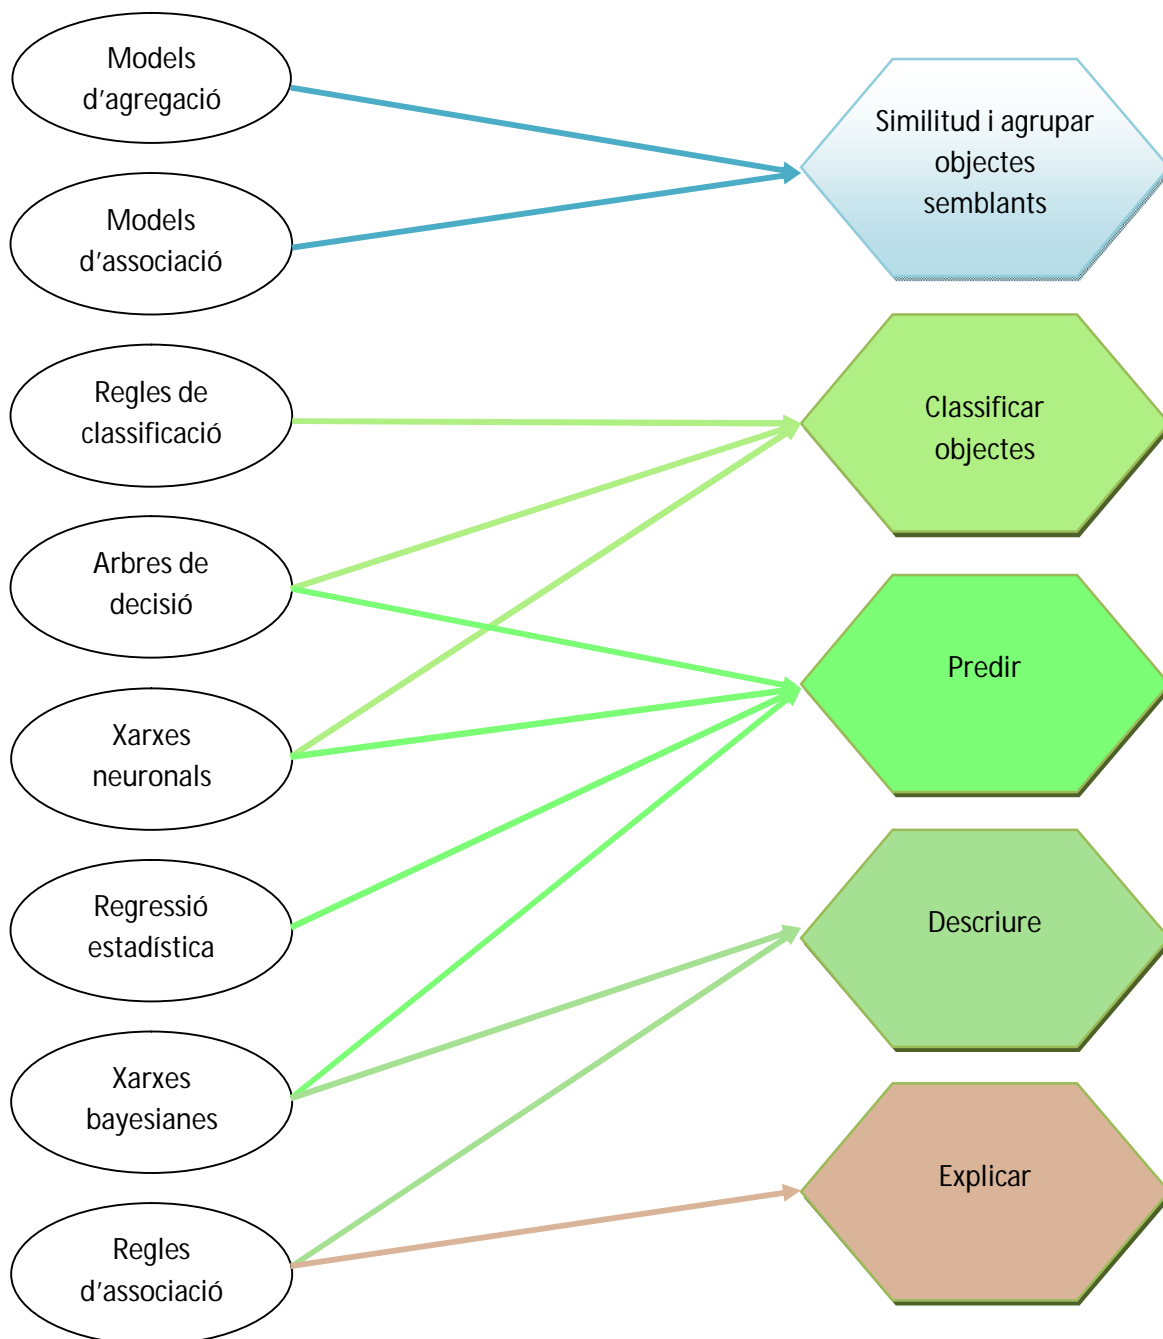 Models
d’agregació
Models
d’associació
Regles de
classificació
Arbres de
decisió
Xarxes
neuronals
Regressió
estadística
Xarxes
bayesianes
Regles
d’associació
Similitud i agrupar
objectes
semblants
Classificar
objectes
Predir
Descriure
Explicar